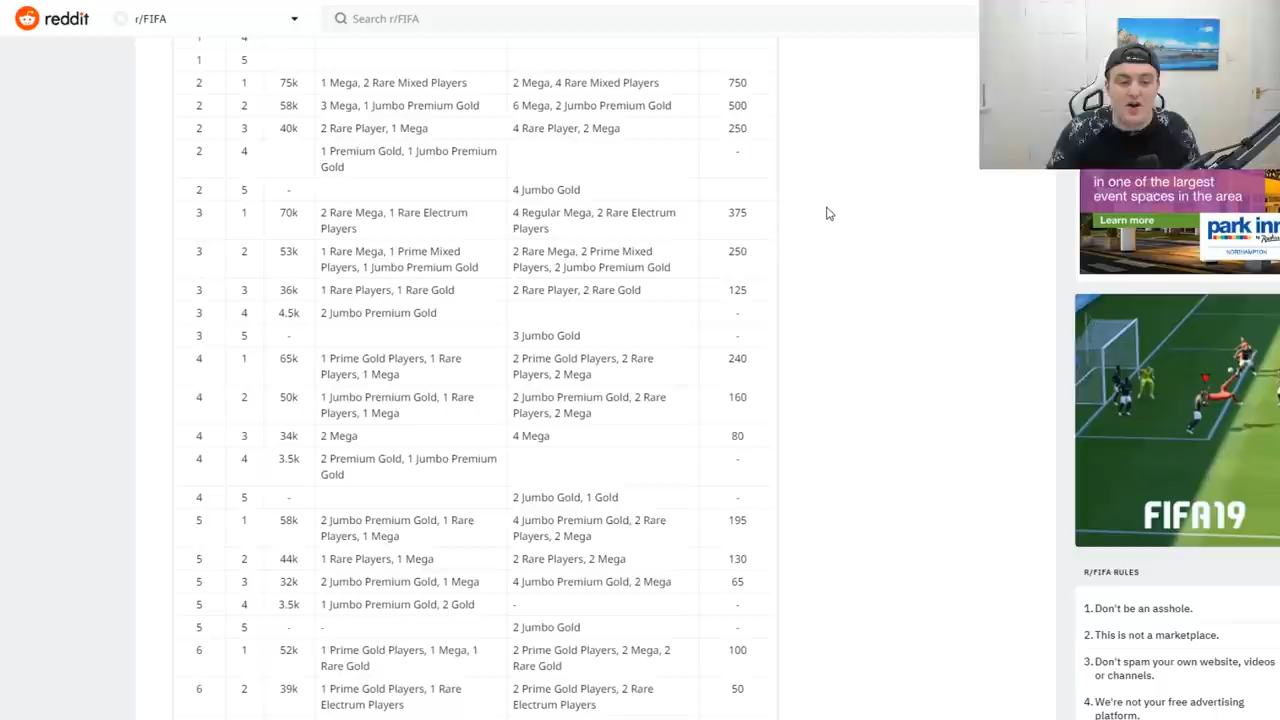 reddit
r/FIFA
Search r/FIFA
1 4
1 5
2 1 75k 1 Mega, 2 Rare Mixed Players 2 Mega, 4 Rare Mixed Players 750
2 2 58k 3 Mega, 1 Jumbo Premium Gold 6 Mega, 2 Jumbo Premium Gold 500
2 3 40k 2 Rare Player, 1 Mega 4 Rare Player, 2 Mega 250
2 4 1 Premium Gold, 1 Jumbo Premium -
Gold
2 5 - 4 Jumbo Gold
3 1 70k 2 Rare Mega, 1 Rare Electrum 4 Regular Mega, 2 Rare Electrum 375
Players Players
3 2 53k 1 Rare Mega, 1 Prime Mixed 2 Rare Mega, 2 Prime Mixed 250
Players, 1 Jumbo Premium Gold Players, 2 Jumbo Premium Gold
3 3 36k 1 Rare Players, 1 Rare Gold 2 Rare Player, 2 Rare Gold 125
3 4 4.5k 2 Jumbo Premium Gold -
3 5 - 3 Jumbo Gold -
4 1 65k 1 Prime Gold Players, 1 Rare 2 Prime Gold Players, 2 Rare 240
Players, 1 Mega Players, 2 Mega
4 2 50k 1 Jumbo Premium Gold, 1 Rare 2 Jumbo Premium Gold, 2 Rare 160
Players, 1 Mega Players, 2 Mega
4 3 34k 2 Mega 4 Mega 80
4 4 3.5k 2 Premium Gold, 1 Jumbo Premium -
Gold
4 5 - 2 Jumbo Gold, 1 Gold -
5 1 58k 2 Jumbo Premium Gold, 1 Rare 4 Jumbo Premium Gold, 2 Rare 195
Players, 1 Mega Players, 2 Mega
5 2 44k 1 Rare Players, 1 Mega 2 Rare Players, 2 Mega 130
5 3 32k 2 Jumbo Premium Gold, 1 Mega 4 Jumbo Premium Gold, 2 Mega 65
5 4 3.5k 1 Jumbo Premium Gold, 2 Gold - -
5 5 - - 2 Jumbo Gold -
6 1 52k 1 Prime Gold Players, 1 Mega, 1 2 Prime Gold Players, 2 Mega, 2 100
Rare Gold Rare Gold
6 2 39k 1 Prime Gold Players, 1 Rare 2 Prime Gold Players, 2 Rare 50
Electrum Players Electrum Players
in one of the largest
event spaces in the area
Learn more
park inn
NORTHAMPTON
FIFA19
R/FIFA RULES
1. Don't be an asshole.
2. This is not a marketplace.
3. Don't spam your own website, videos
or channels.
4. We're not your free advertising
platform.